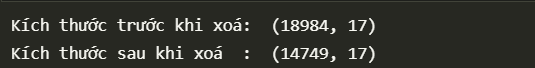 Kích thước trước khi xoá:  (18984, 17)
Kích thước sau khi xoá  :  (14749, 17)